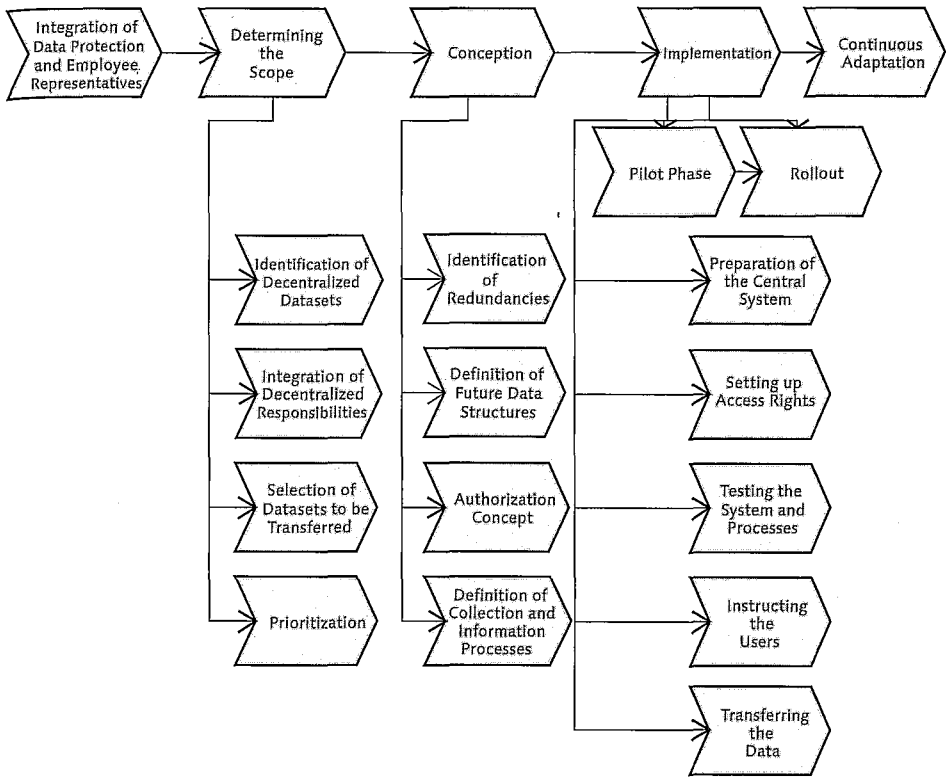 Integration of
Data Protection
and Employee
Representatives
Determining
the
Scope
Conception
Implementation
Continuous
Adaptation
Pilot Phase
Rollout
Identification of
Decentralized
Datasets
Integration of
Decentralized
Responsibilities
Selection of
Datasets to be
Transferred
Prioritization
Identification
of
Redundancies
Definition of
Future Data
Structures
Authorization
Concept
Definition of
Collection and
Information
Processes
Preparation of
the Central
System
Setting up
Access Rights
Testing the
System and
Processes
Instructing
the
Users
Transferring
the
Data